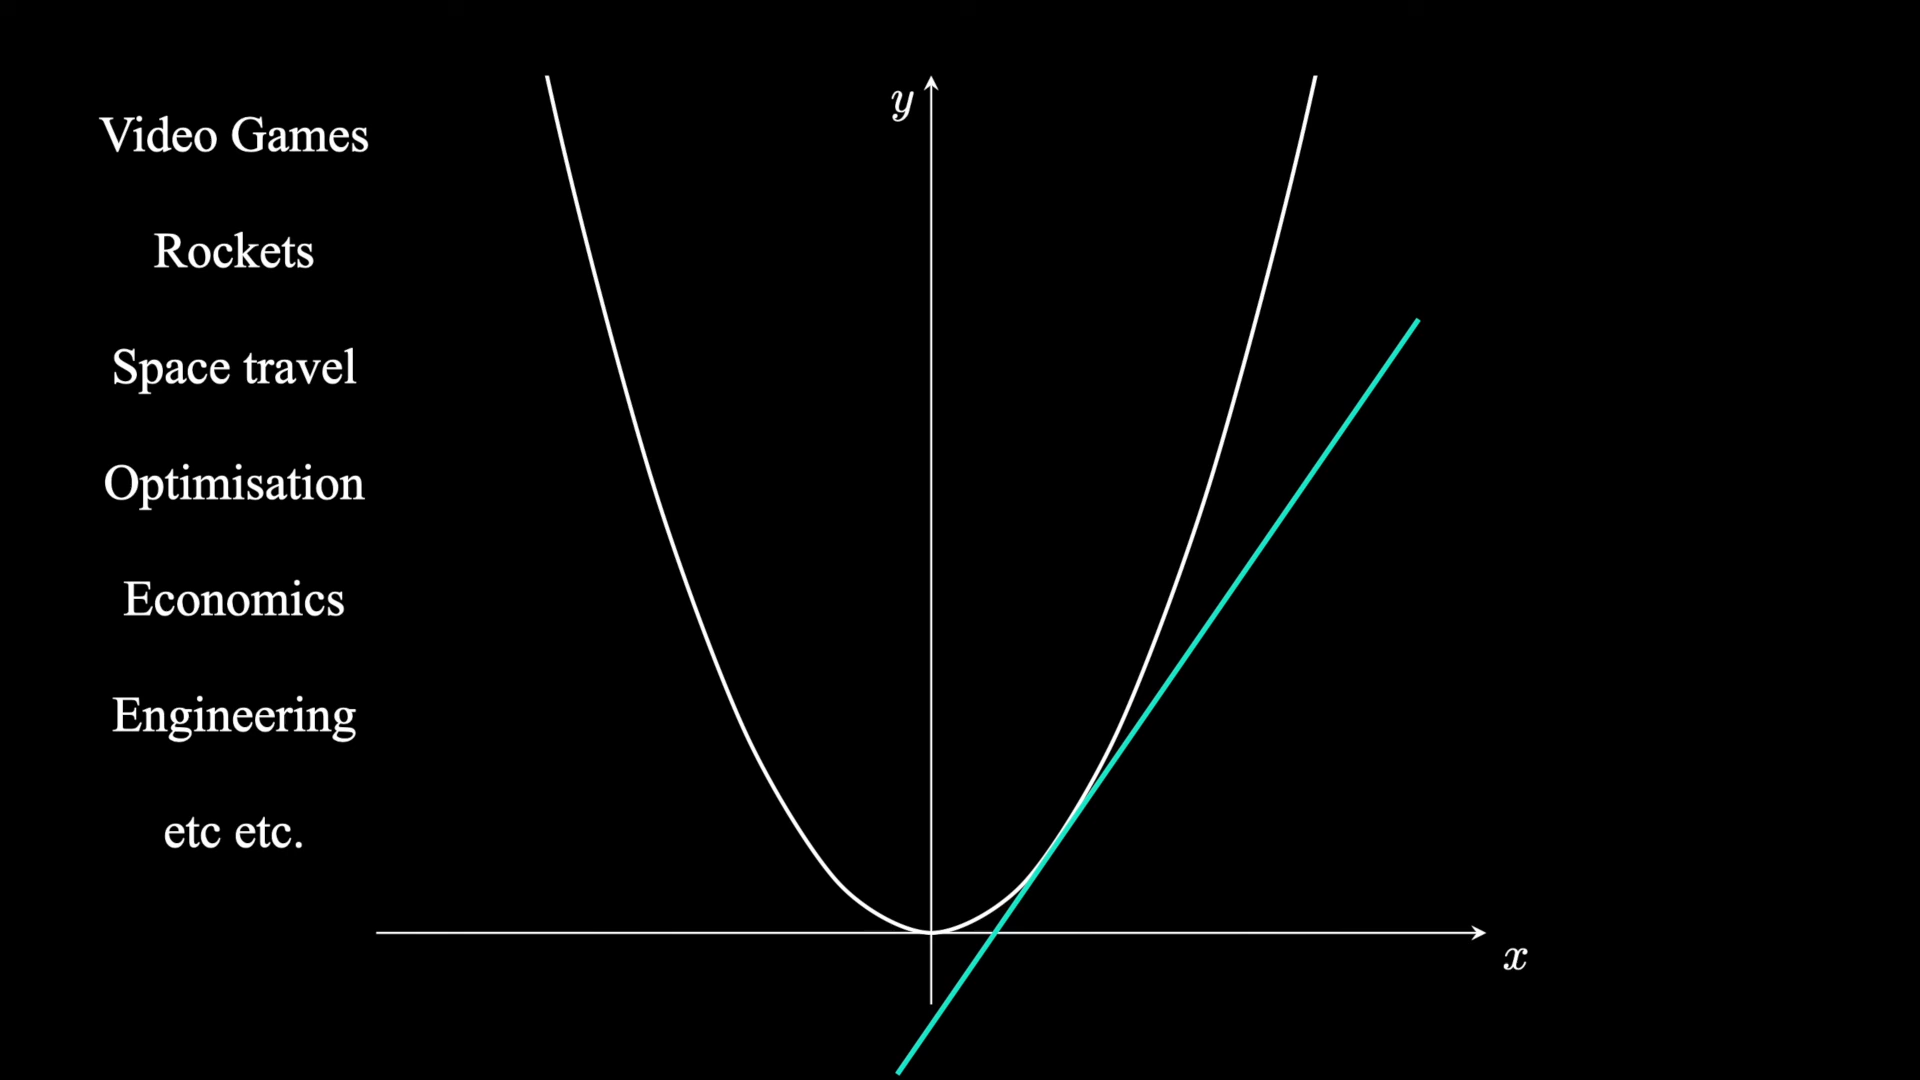 Video Games
Rockets
Space travel
Optimisation
Economics
Engineering
etc etc.
y
x